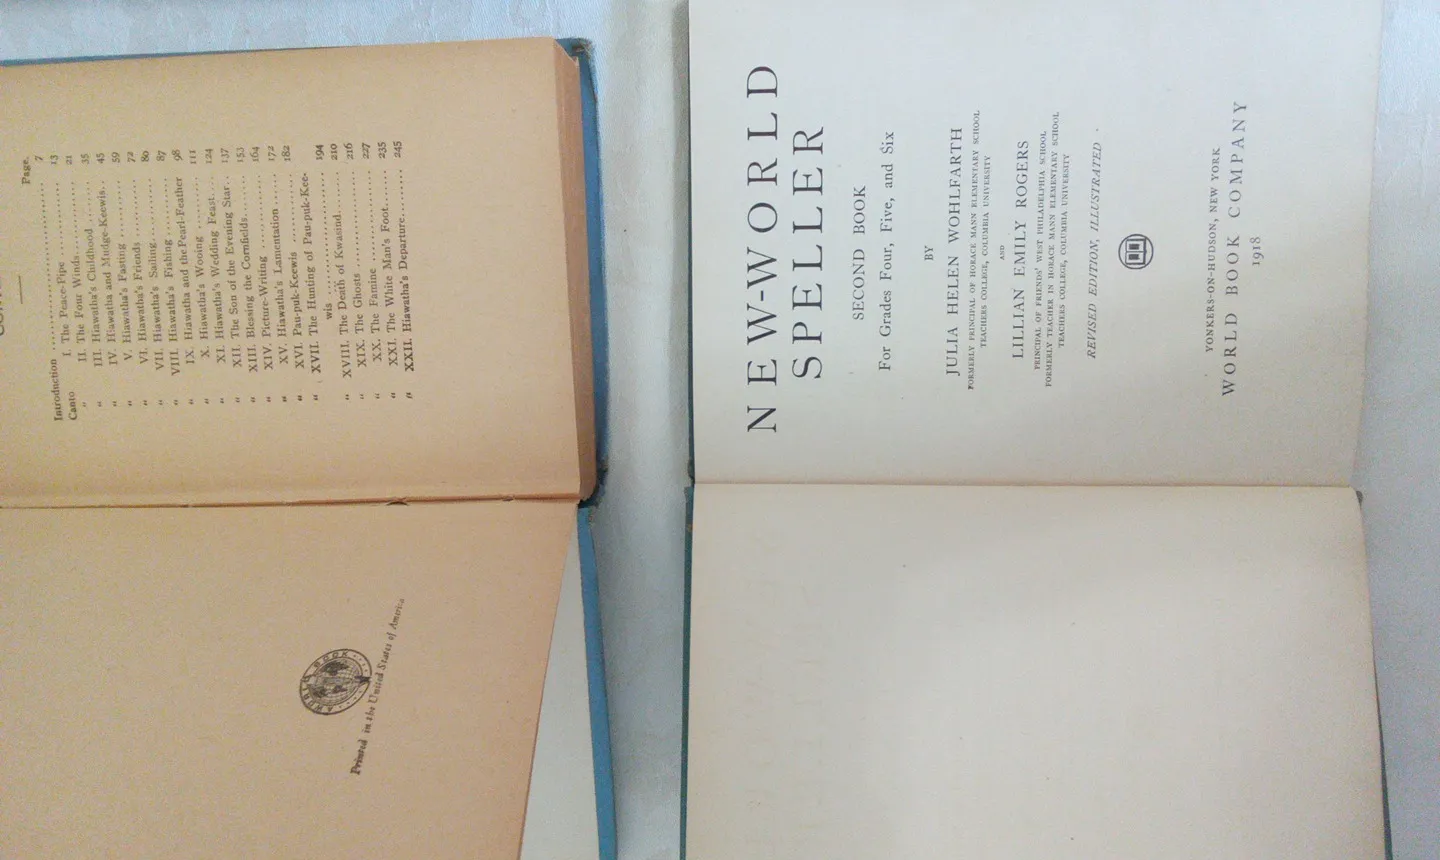 Page.
Introduction .................... 7
Canto I. The Peace-Pipe ........ 13
" II. The Four Winds ........ 21
" III. Hiawatha's Childhood ........ 35
" IV. Hiawatha and Mudge-Keewis.. 45
" V. Hiawatha's Fasting ........ 59
" VI. Hiawatha's Friends ........ 72
" VII. Hiawatha's Sailing ........ 80
" VIII. Hiawatha's Fishing ........ 87
" IX. Hiawatha and the Pearl-Feather 98
" X. Hiawatha's Wooing ........ 111
" XI. Hiawatha's Wedding Feast.... 124
" XII. The Son of the Evening Star.. 137
" XIII. Blessing the Cornfields...... 153
" XIV. Picture-Writing ........ 164
" XV. Hiawatha's Lamentation ...... 172
" XVI. Pau-puk-Keewis ........ 182
" XVII. The Hunting of Pau-puk-Kee-
wis .................... 194
" XVIII. The Death of Kwasind........ 210
" XIX. The Ghosts ........ 216
" XX. The Famine ........ 227
" XXI. The White Man's Foot........ 235
" XXII. Hiawatha's Departure........ 245
A WORLD BOOK
Printed in the United States of America
NEW-WORLD
SPELLER
SECOND BOOK
For Grades Four, Five, and Six
BY
JULIA HELEN WOHLFARTH
FORMERLY PRINCIPAL OF HORACE MANN ELEMENTARY SCHOOL
TEACHERS COLLEGE, COLUMBIA UNIVERSITY
AND
LILLIAN EMILY ROGERS
PRINCIPAL OF FRIENDS' WEST PHILADELPHIA SCHOOL
FORMERLY TEACHER IN HORACE MANN ELEMENTARY SCHOOL
TEACHERS COLLEGE, COLUMBIA UNIVERSITY
REVISED EDITION, ILLUSTRATED
YONKERS-ON-HUDSON, NEW YORK
WORLD BOOK COMPANY
1918